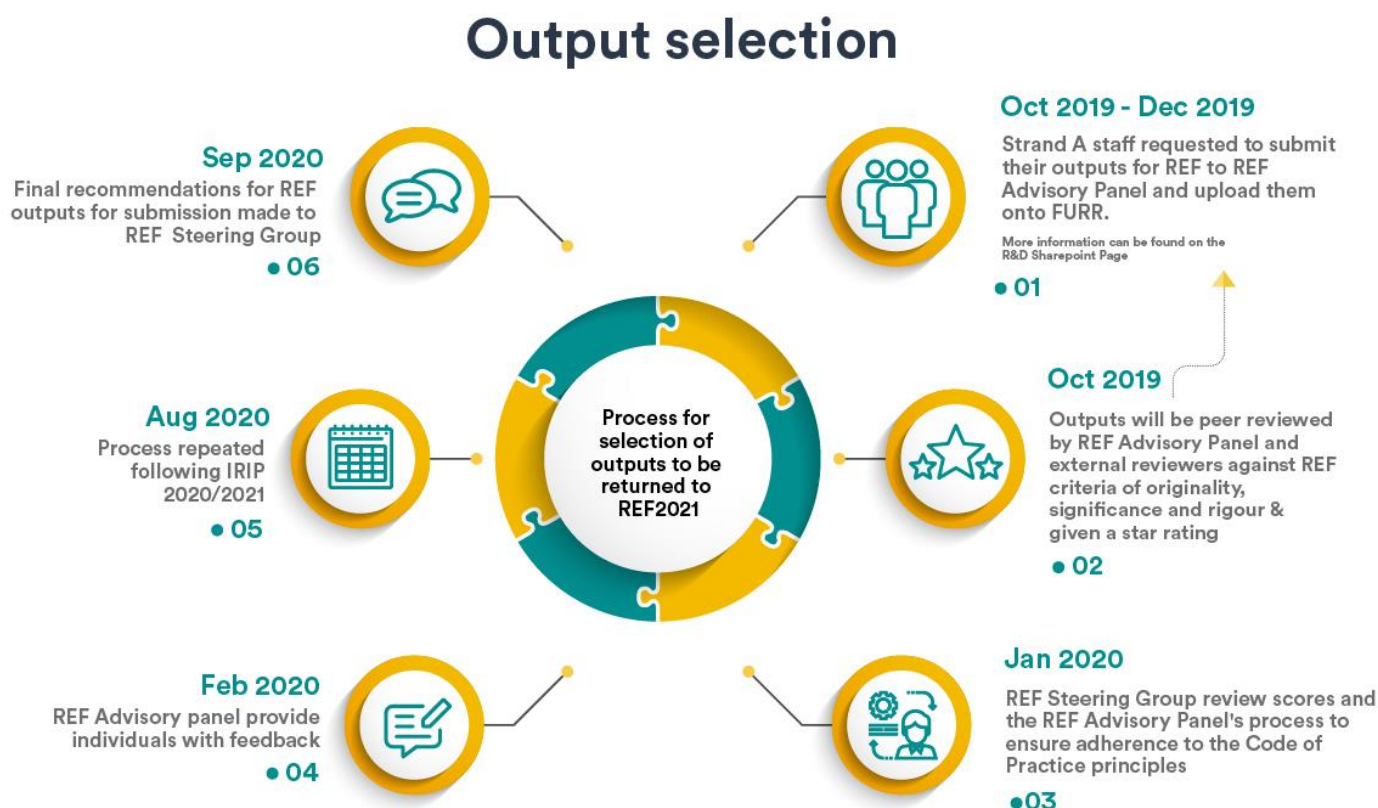 Output selection
Oct 2019 - Dec 2019
Strand A staff requested to submit
their outputs for REF to REF
Advisory Panel and upload them
onto FURR.
More information can be found on the
R&D Sharepoint Page
01
Oct 2019
Outputs will be peer reviewed
by REF Advisory Panel and
external reviewers against REF
criteria of originality,
significance and rigour &
given a star rating
02
Jan 2020
REF Steering Group review scores and
the REF Advisory Panel's process to
ensure adherence to the Code of
Practice principles
03
Feb 2020
REF Advisory panel provide
individuals with feedback
04
Aug 2020
Process repeated
following IRIP
2020/2021
05
Sep 2020
Final recommendations for REF
outputs for submission made to
REF Steering Group
06
Process for
selection of
outputs to be
returned to
REF2021